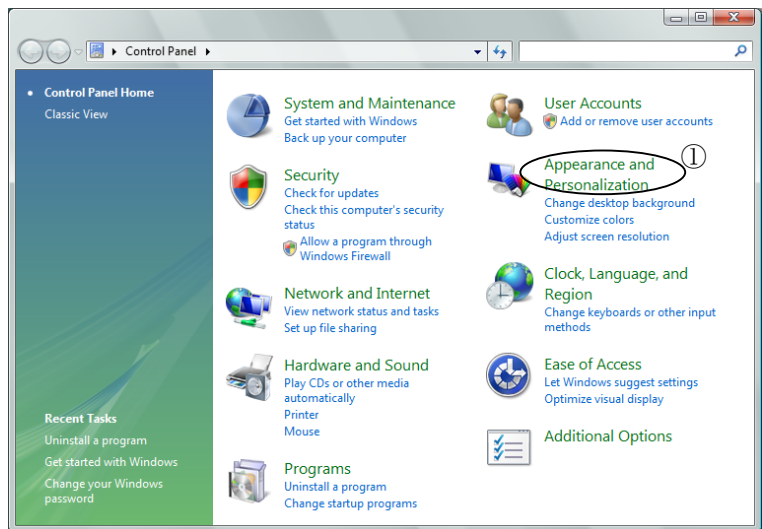 Control Panel
Control Panel Home
Classic View
System and Maintenance
Get started with Windows
Back up your computer
Security
Check for updates
Check this computer's security
status
Allow a program through
Windows Firewall
Network and Internet
View network status and tasks
Set up file sharing
Hardware and Sound
Play CDs or other media
automatically
Printer
Mouse
Programs
Uninstall a program
Change startup programs
User Accounts
Add or remove user accounts
①
Appearance and
Personalization
Change desktop background
Customize colors
Adjust screen resolution
Clock, Language, and
Region
Change keyboards or other input
methods
Ease of Access
Let Windows suggest settings
Optimize visual display
Additional Options
Recent Tasks
Uninstall a program
Get started with Windows
Change your Windows
password